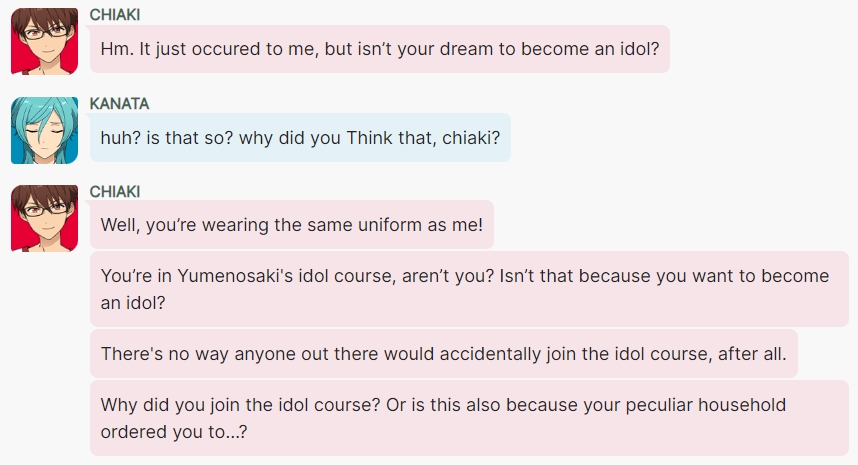 CHIAKI
Hm. It just occured to me, but isn’t your dream to become an idol?
KANATA
huh? is that so? why did you Think that, chiaki?
CHIAKI
Well, you’re wearing the same uniform as me!
You’re in Yumenosaki's idol course, aren’t you? Isn’t that because you want to become
an idol?
There's no way anyone out there would accidentally join the idol course, after all.
Why did you join the idol course? Or is this also because your peculiar household
ordered you to...?